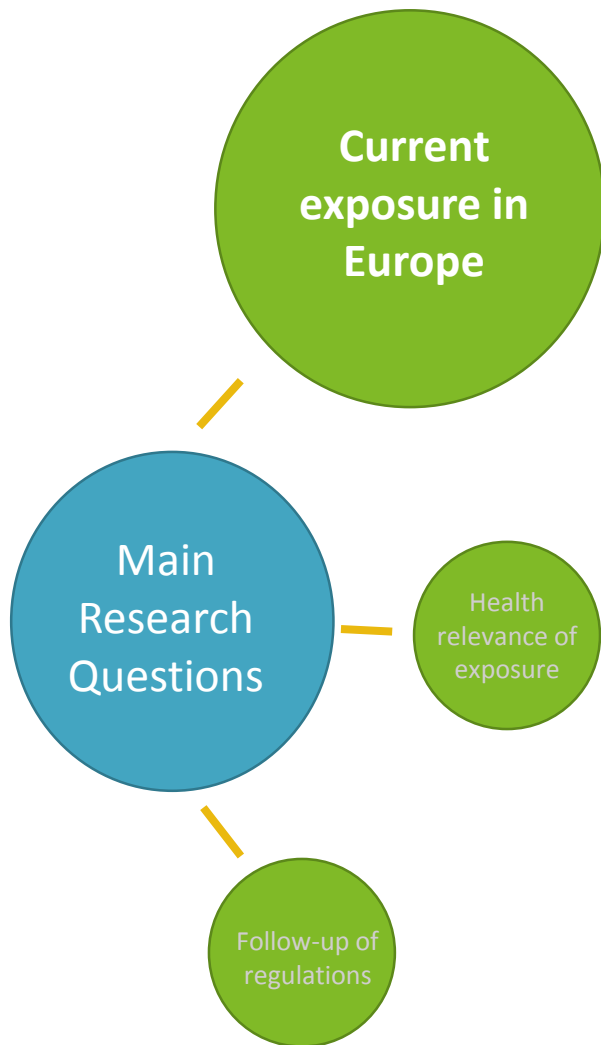 Current
exposure in
Europe
Main
Research
Questions
Health
relevance of
exposure
Follow-up of
regulations